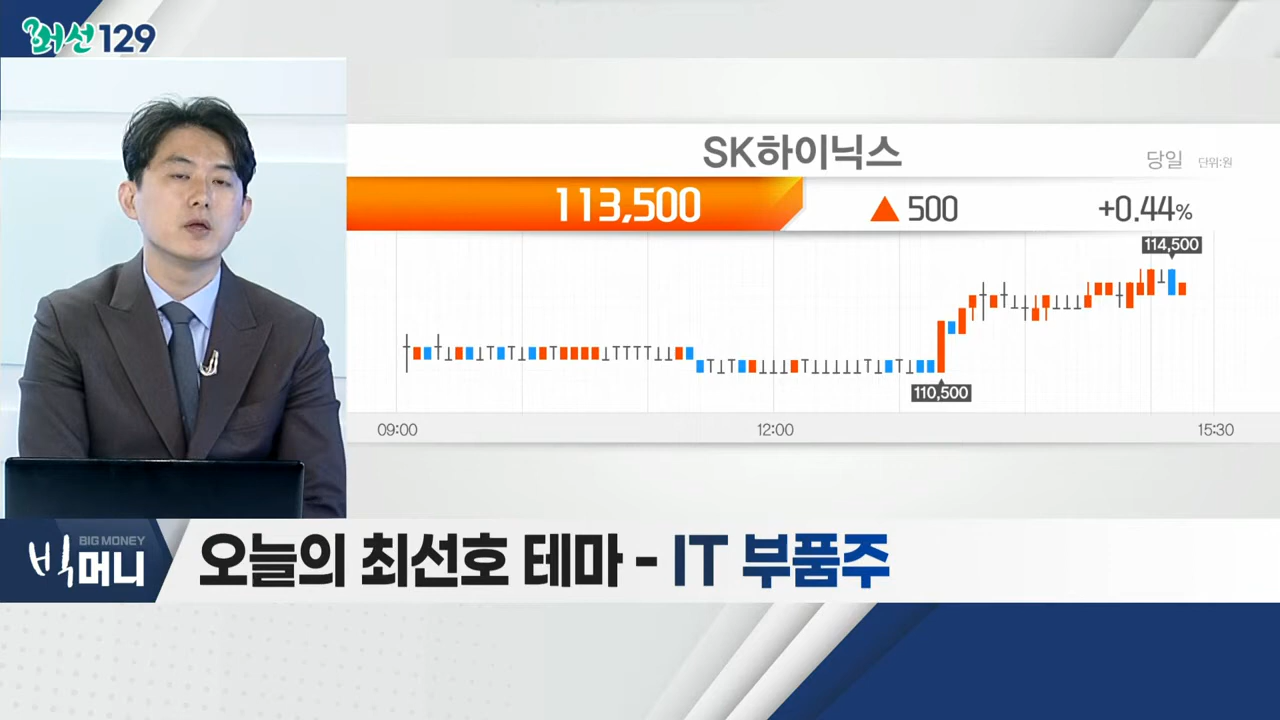 머선129
SK하이닉스
당일 단위:원
113,500 ▲ 500 +0.44%
114,500
110,500
09:00 12:00 15:30
BIG MONEY
빅머니
오늘의 최선호 테마 - IT 부품주